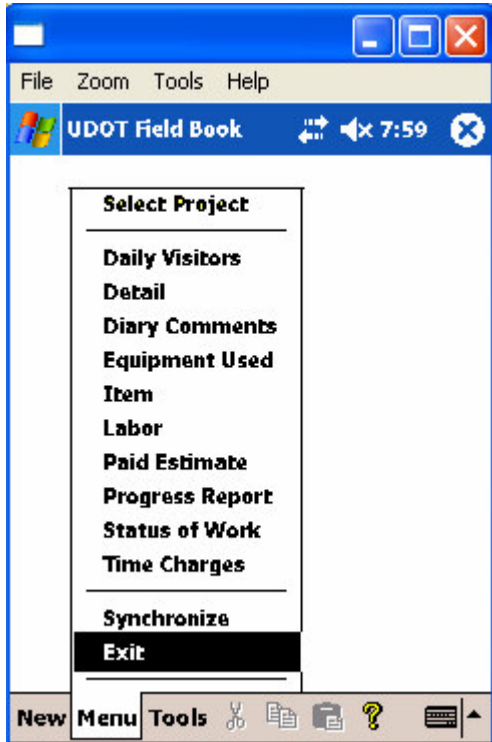 File Zoom Tools Help
UDOT Field Book 7:59
Select Project
Daily Visitors
Detail
Diary Comments
Equipment Used
Item
Labor
Paid Estimate
Progress Report
Status of Work
Time Charges
Synchronize
Exit
New Menu Tools